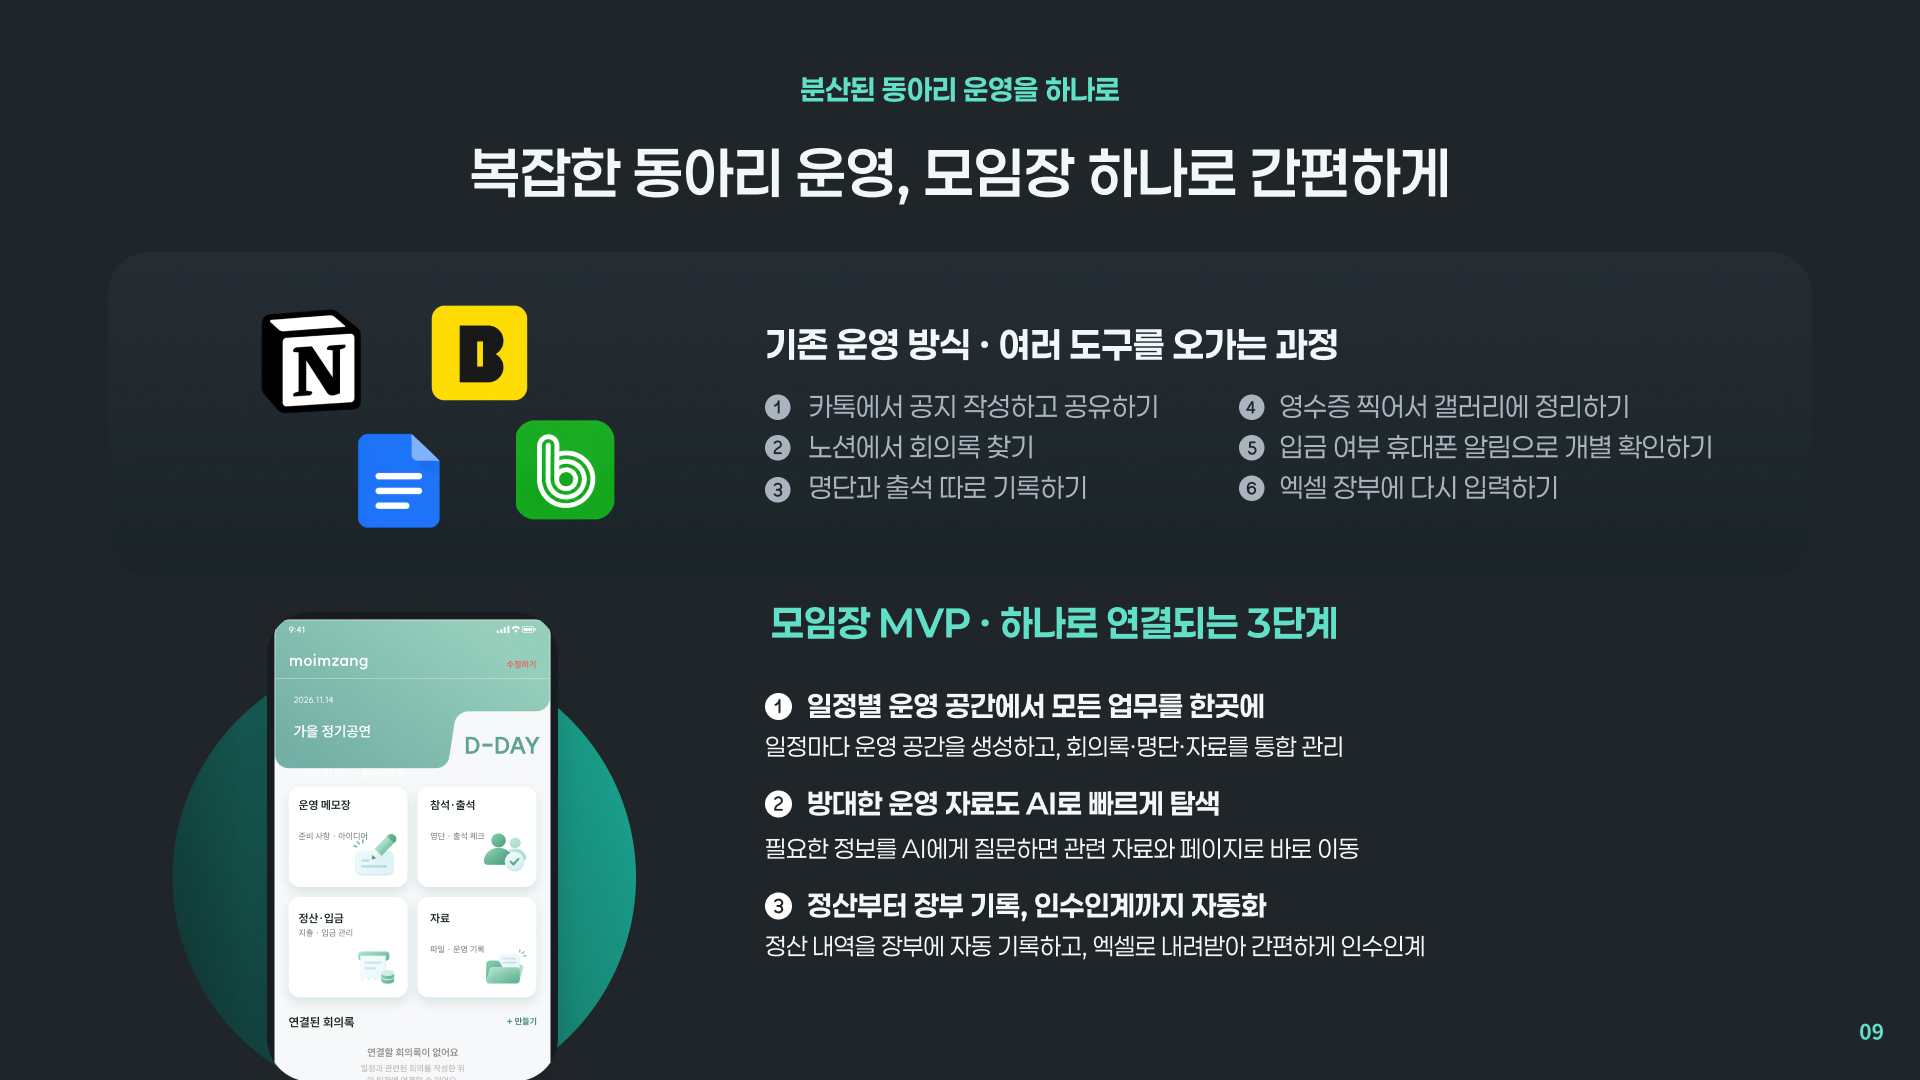 분산된 동아리 운영을 하나로
복잡한 동아리 운영, 모임장 하나로 간편하게
N
B
b
기존 운영 방식 · 여러 도구를 오가는 과정
1 카톡에서 공지 작성하고 공유하기
2 노션에서 회의록 찾기
3 명단과 출석 따로 기록하기
4 영수증 찍어서 갤러리에 정리하기
5 입금 여부 휴대폰 알림으로 개별 확인하기
6 엑셀 장부에 다시 입력하기
9:41
moimzang
수정하기
2026.11.14
가을 정기공연
D-DAY
운영 메모장
준비 사항 · 아이디어
참석·출석
명단 · 출석 체크
정산·입금
지출 · 입금 관리
자료
파일 · 운영 기록
연결된 회의록
+ 만들기
연결할 회의록이 없어요
일정과 관련된 회의를 작성한 뒤
모임장 MVP · 하나로 연결되는 3단계
1 일정별 운영 공간에서 모든 업무를 한곳에
일정마다 운영 공간을 생성하고, 회의록·명단·자료를 통합 관리
2 방대한 운영 자료도 AI로 빠르게 탐색
필요한 정보를 AI에게 질문하면 관련 자료와 페이지로 바로 이동
3 정산부터 장부 기록, 인수인계까지 자동화
정산 내역을 장부에 자동 기록하고, 엑셀로 내려받아 간편하게 인수인계
09